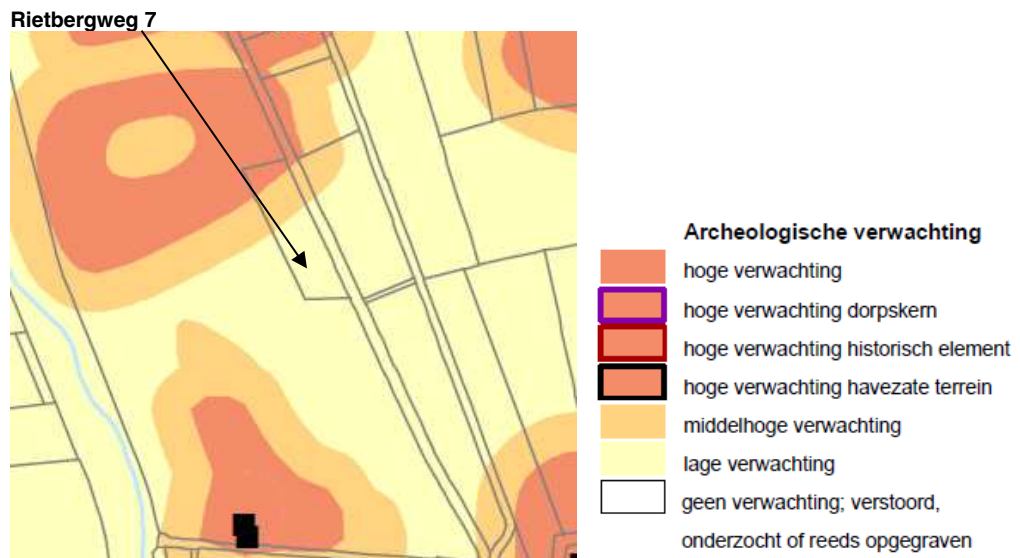 Rietbergweg 7
Archeologische verwachting
hoge verwachting
hoge verwachting dorpskern
hoge verwachting historisch element
hoge verwachting havezate terrein
middelhoge verwachting
lage verwachting
geen verwachting; verstoord,
onderzocht of reeds opgegraven